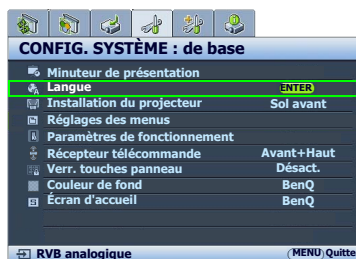 CONFIG. SYSTÈME : de base
Minuteur de présentation
Langue ENTER
Installation du projecteur Sol avant
Réglages des menus
Paramètres de fonctionnement
Récepteur télécommande Avant+Haut
Verr. touches panneau Désact.
Couleur de fond BenQ
Écran d'accueil BenQ
RVB analogique MENU Quitte